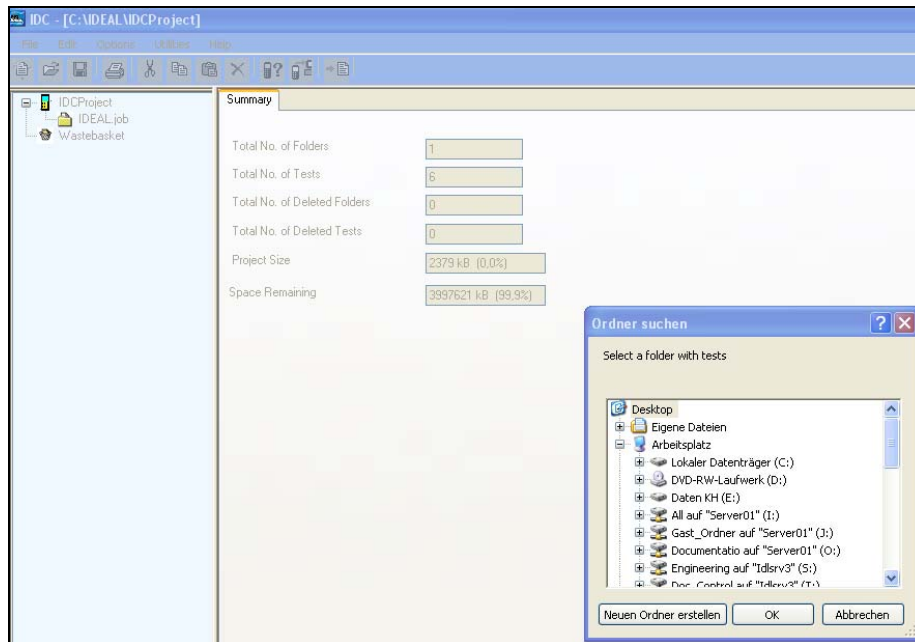 IDC - [C:\IDEAL\IDCProject]
File Edit Options Utilities Help
IDCProject
IDEAL.job
Wastebasket
Summary
Total No. of Folders 1
Total No. of Tests 6
Total No. of Deleted Folders 0
Total No. of Deleted Tests 0
Project Size 2379 kB (0,0%)
Space Remaining 3997621 kB (99,9%)
Ordner suchen
Select a folder with tests
Desktop
Eigene Dateien
Arbeitsplatz
Lokaler Datenträger (C:)
DVD-RW-Laufwerk (D:)
Daten KH (E:)
All auf "Server01" (I:)
Gast_Ordner auf "Server01" (J:)
Documentatio auf "Server01" (O:)
Engineering auf "Idlsrv3" (S:)
Doc_Control auf "Idlsrv3" (T:)
Neuen Ordner erstellen OK Abbrechen